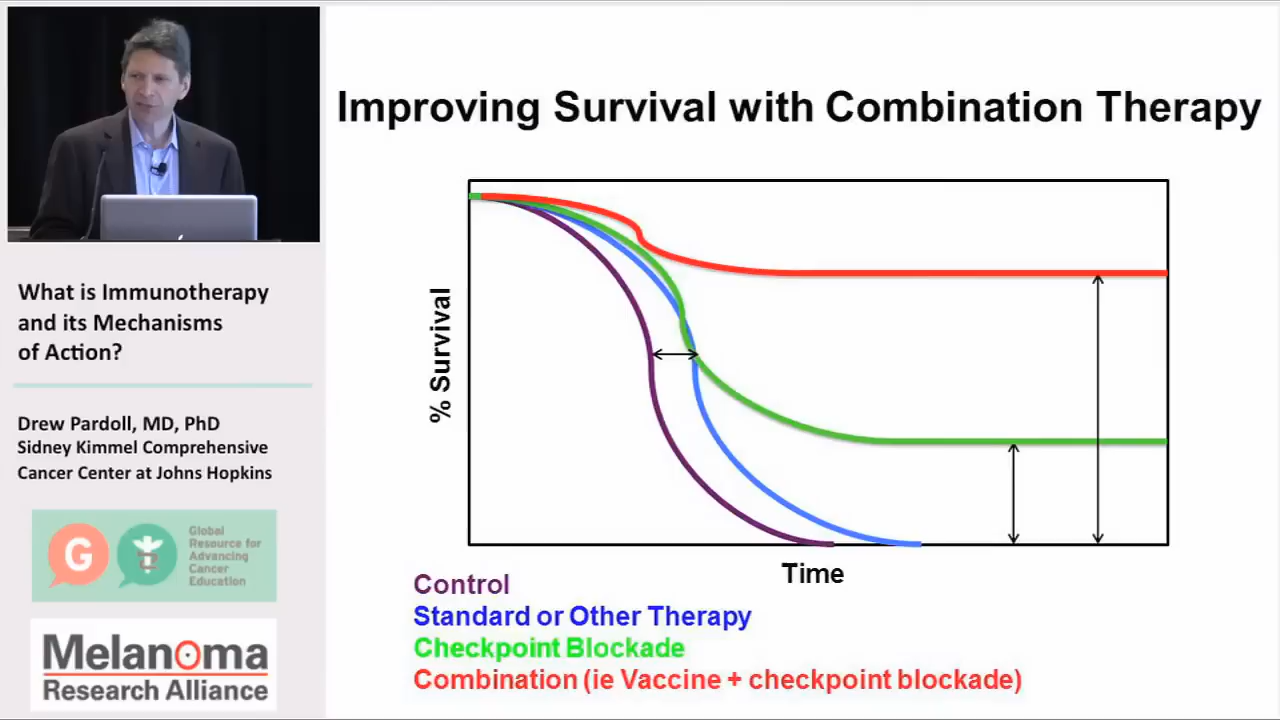 Improving Survival with Combination Therapy
% Survival
Time
Control
Standard or Other Therapy
Checkpoint Blockade
Combination (ie Vaccine + checkpoint blockade)
What is Immunotherapy
and its Mechanisms
of Action?
Drew Pardoll, MD, PhD
Sidney Kimmel Comprehensive
Cancer Center at Johns Hopkins
G
Global
Resource for
Advancing
Cancer
Education
Melanoma
Research Alliance